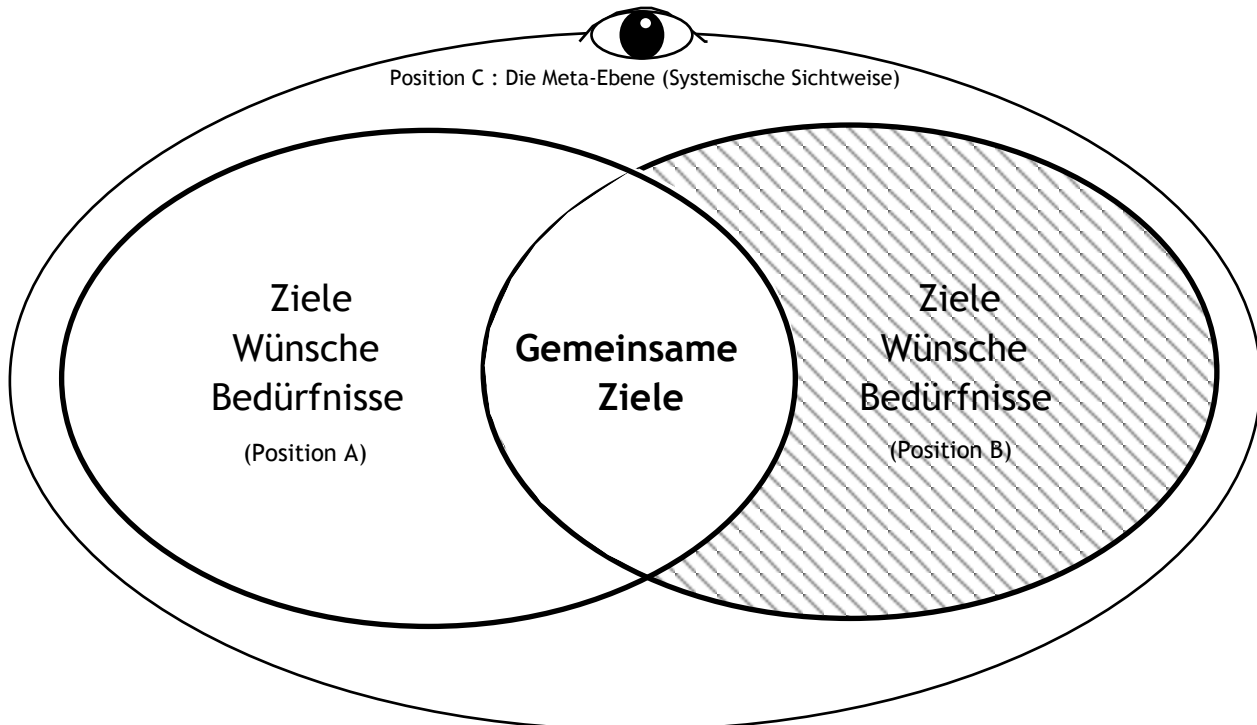 Position C : Die Meta-Ebene (Systemische Sichtweise)
Ziele
Wünsche
Bedürfnisse
(Position A)
Gemeinsame
Ziele
Ziele
Wünsche
Bedürfnisse
(Position B)